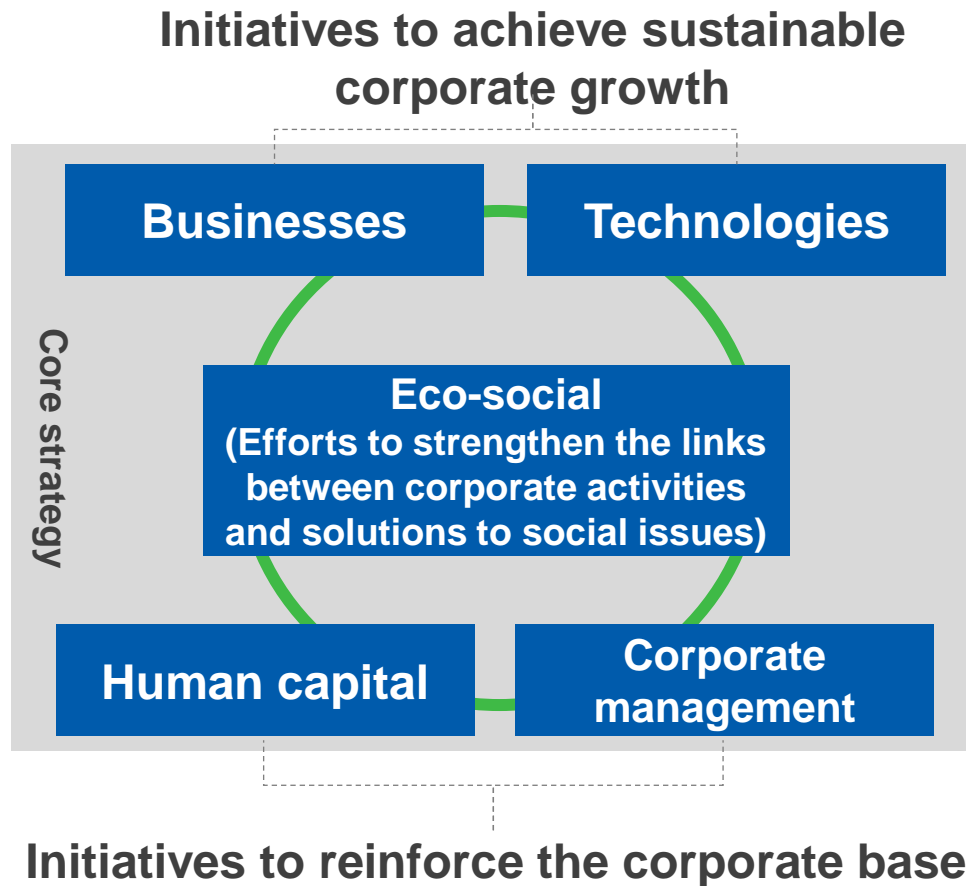 Initiatives to achieve sustainable
corporate growth
Businesses
Technologies
Core strategy
Eco-social
(Efforts to strengthen the links
between corporate activities
and solutions to social issues)
Human capital
Corporate
management
Initiatives to reinforce the corporate base